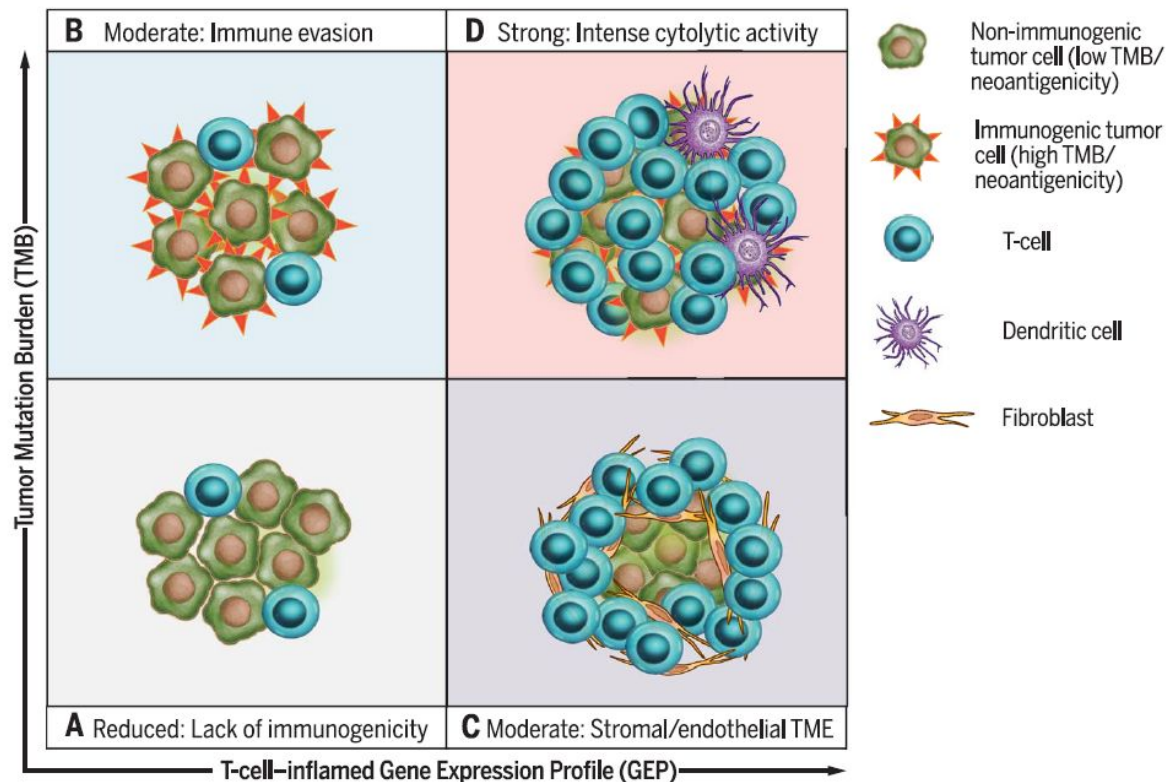 B Moderate: Immune evasion
D Strong: Intense cytolytic activity
Non-immunogenic
tumor cell (low TMB/
neoantigenicity)
Immunogenic tumor
cell (high TMB/
neoantigenicity)
T-cell
Dendritic cell
Fibroblast
Tumor Mutation Burden (TMB)
A Reduced: Lack of immunogenicity
C Moderate: Stromal/endothelial TME
T-cell–inflamed Gene Expression Profile (GEP)